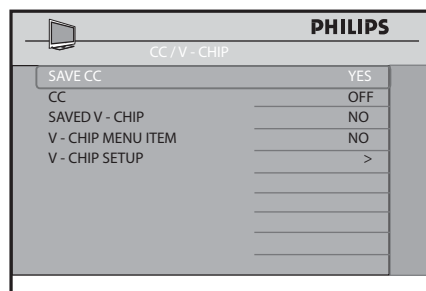 PHILIPS
CC / V - CHIP
SAVE CC YES
CC OFF
SAVED V - CHIP NO
V - CHIP MENU ITEM NO
V - CHIP SETUP >